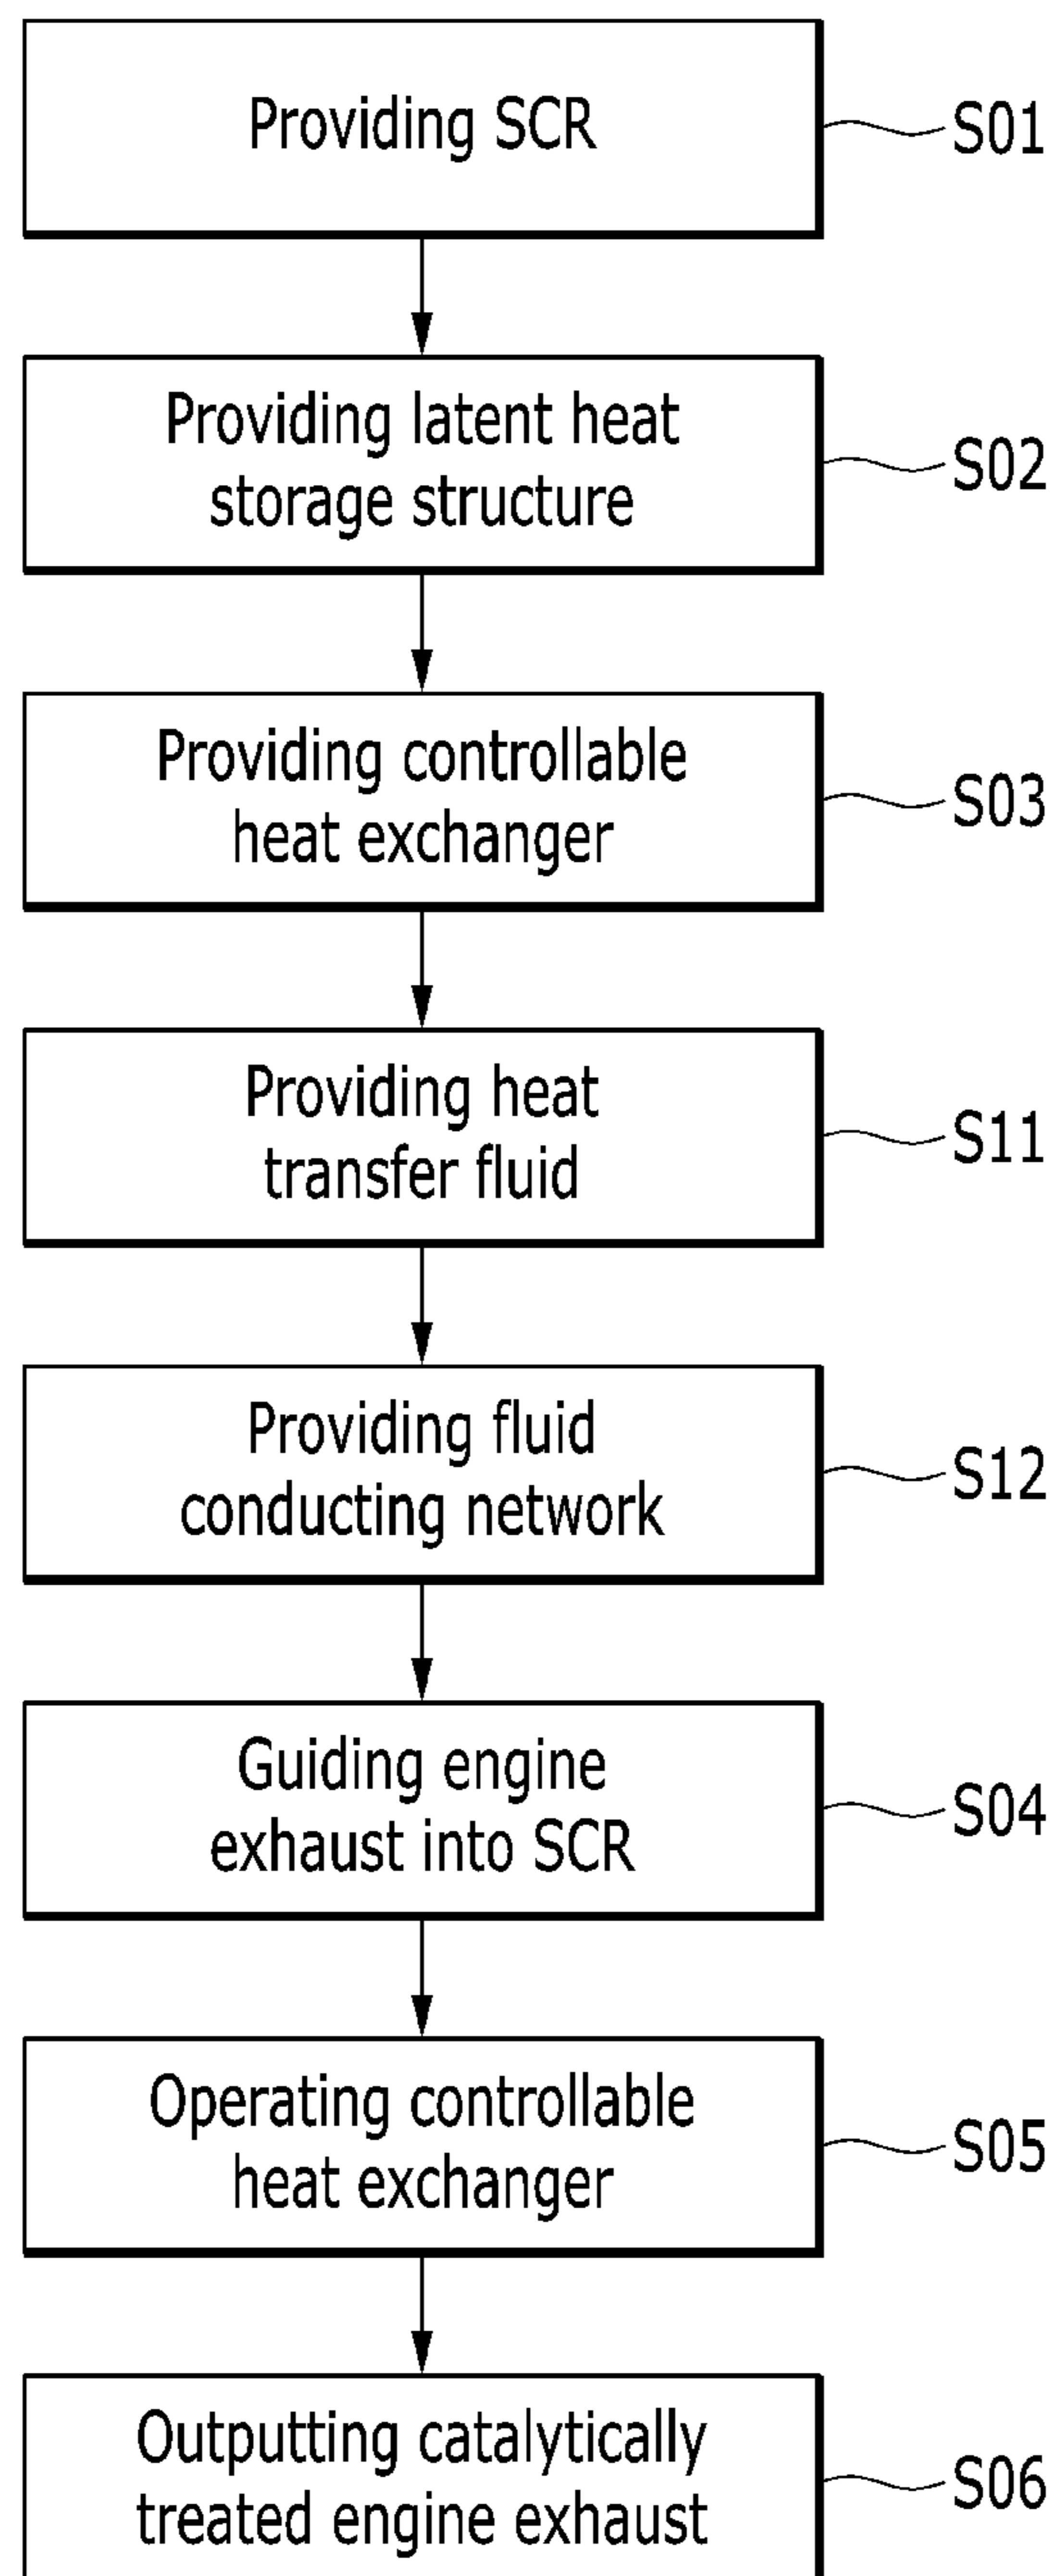 Providing SCR
S01
Providing latent heat
storage structure
S02
Providing controllable
heat exchanger
S03
Providing heat
transfer fluid
S11
Providing fluid
conducting network
S12
Guiding engine
exhaust into SCR
S04
Operating controllable
heat exchanger
S05
Outputting catalytically
treated engine exhaust
S06